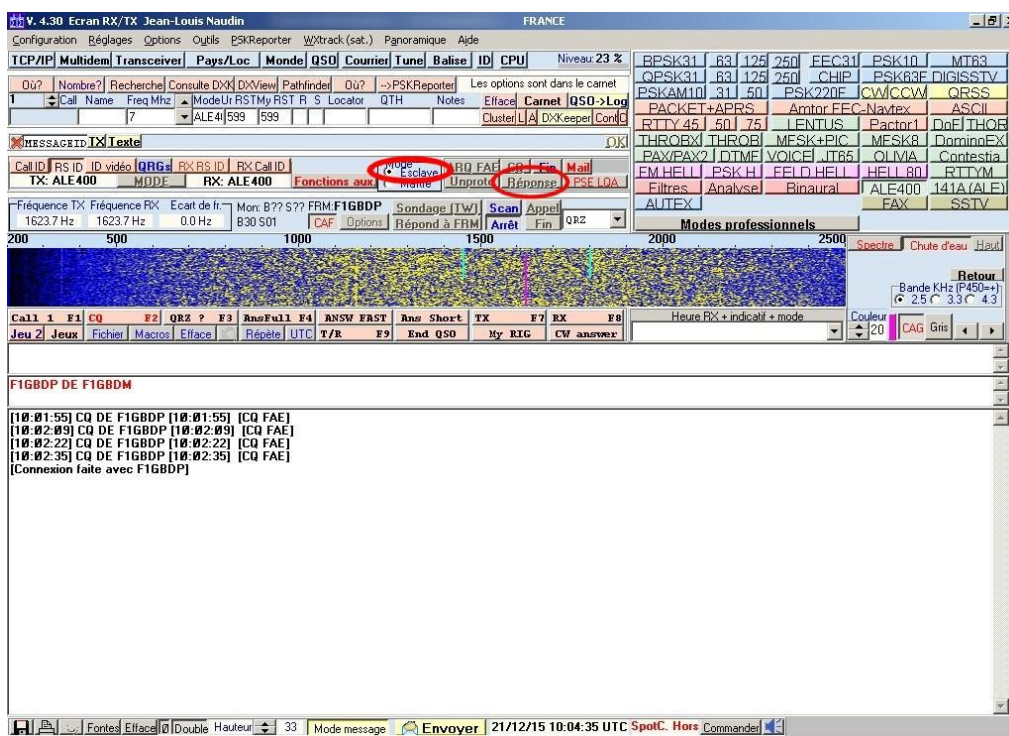 V. 4.30 Ecran RX/TX Jean-Louis Naudin FRANCE
Configuration Réglages Options Outils PSKReporter WXtrack (sat.) Panoramique Aide
TCP/IP Multidem Transceiver Pays/Loc Monde QSO Courrier Tune Balise ID CPU Niveau: 23 %
Où? Nombre? Recherche Consulte DXK DXView Pathfinder Où? -->PSKReporter Les options sont dans le carnet
1 Call Name Freq Mhz Mode Ur RST My RST R S Locator QTH Notes Efface Carnet QSO->Log
7 ALE4 599 599 Cluster L A DXKeeper Cont C
MESSAGEID TX Texte OK
Call ID RS ID ID vidéo QRGs RX RS ID RX Call ID Mode Esclave ARQ FAE CQ Fin Mail
TX: ALE400 MODE RX: ALE400 Fonctions aux. Maître Unproto Réponse PSE LQA
Fréquence TX Fréquence RX Ecart de fr. Mon: B?? S?? FRM:F1GBDP Sondage [TW] Scan Appel
1623.7 Hz 1623.7 Hz 0.0 Hz B30 S01 CAF Options Répond à FRM Arrêt Fin QRZ
BPSK31 63 125 250 FEC31 PSK10 MT63
QPSK31 63 125 250 CHIP PSK63F DIGISSTV
PSKAM10 31 50 PSK220F CW CCW QRSS
PACKET+APRS Amtor FEC-Navtex ASCII
RTTY 45 50 75 LENTUS Pactor1 DoF THOR
THROBX THROB MFSK+PIC MFSK8 DominoEX
PAX/PAX2 DTMF VOICE JT65 OLIVIA Contestia
FM HELL PSK H FELD HELL HELL 80 RTTYM
Filtres Analyse Binaural ALE400 141A (ALE)
AUTEX FAX SSTV
Modes professionnels
200 500 1000 1500 2000 2500
Spectre Chute d'eau Haut
Retour
Bande KHz (P450=+)
2.5 3.3 4.3
Call 1 F1 CQ F2 QRZ ? F3 AnsFull F4 ANSW FAST Ans Short TX F7 RX F8 Heure RX + indicatif + mode Couleur
Jeu 2 Jeux Fichier Macros Efface Répète UTC T/R F9 End QSO My RIG CW answer 20 CAG Gris
F1GBDP DE F1GBDM
[10:01:55] CQ DE F1GBDP [10:01:55] [CQ FAE]
[10:02:09] CQ DE F1GBDP [10:02:09] [CQ FAE]
[10:02:22] CQ DE F1GBDP [10:02:22] [CQ FAE]
[10:02:35] CQ DE F1GBDP [10:02:35] [CQ FAE]
[Connexion faite avec F1GBDP]
Fontes Efface Ø Double Hauteur 33 Mode message Envoyer 21/12/15 10:04:35 UTC SpotC. Hors Commander